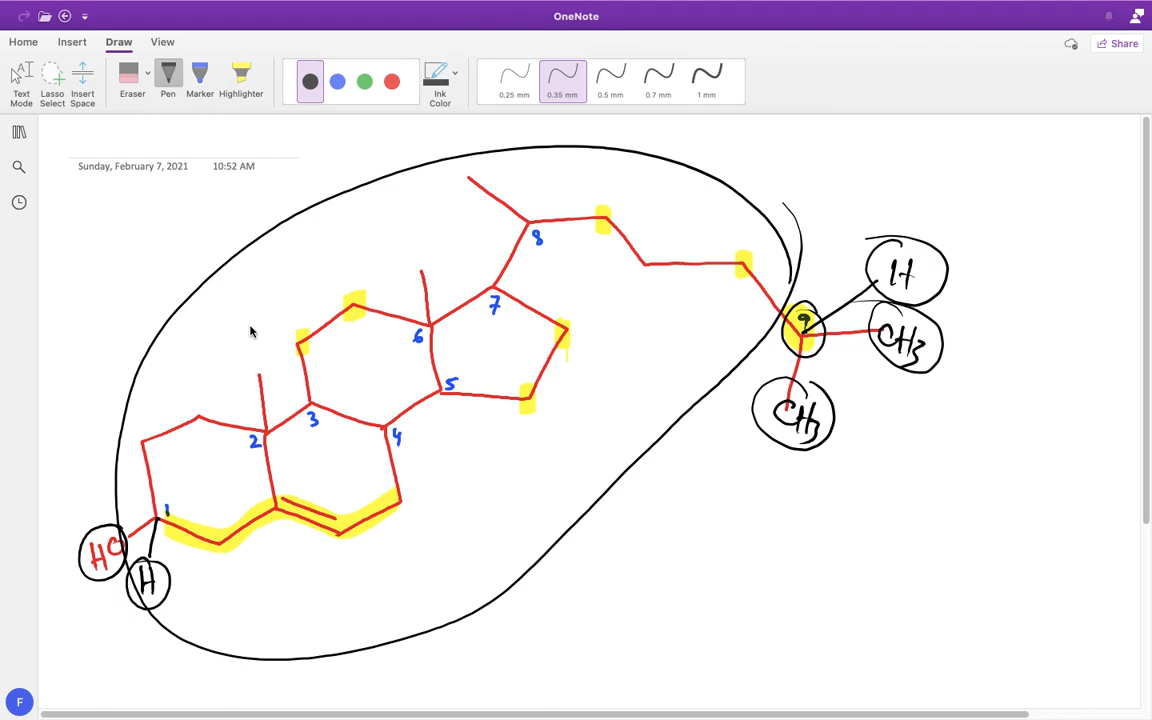 OneNote
Home Insert Draw View
Share
Text Mode
Lasso Select
Insert Space
Eraser
Pen
Marker
Highlighter
Ink Color
0.25 mm
0.35 mm
0.5 mm
0.7 mm
1 mm
Sunday, February 7, 2021 10:52 AM
8
H
7
9
6
CH3
5
CH3
3
2
4
1
HO
H
F